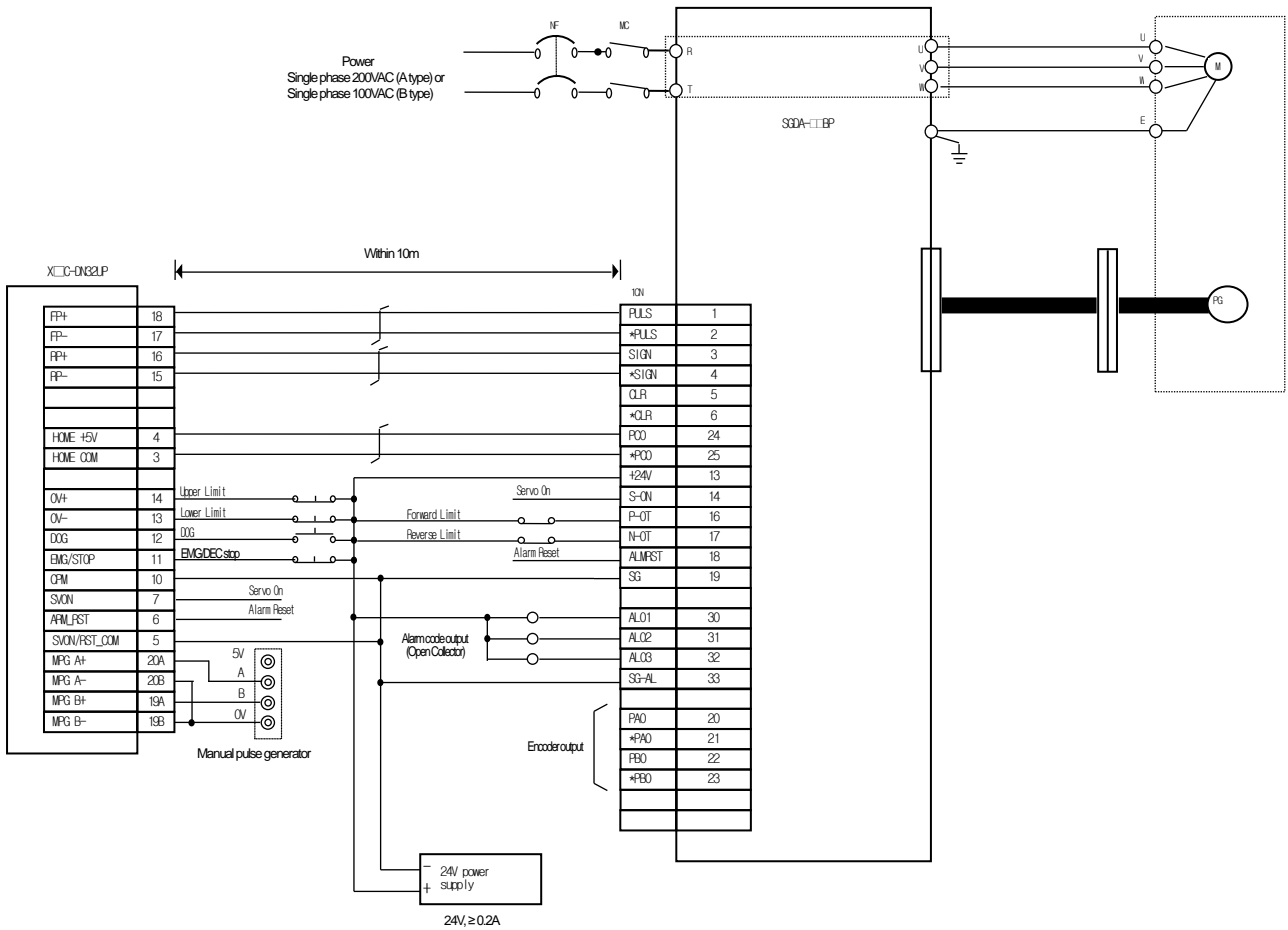 NF
MC
Power
Single phase 200VAC (A type) or
Single phase 100VAC (B type)
R
T
U
V
W
U
V
W
E
M
SGDA-□□BP
Within 10m
X□C-DN32UP
1CN
PG
FP+ 18
FP- 17
RP+ 16
RP- 15
HOME +5V 4
HOME COM 3
OV+ 14 Upper Limit
OV- 13 Lower Limit
DOG 12 DOG
EMG/STOP 11 EMG/DEC stop
CPM 10
SVON 7 Servo On
ARM_RST 6 Alarm Reset
SVON/RST_COM 5
MPG A+ 20A
MPG A- 20B
MPG B+ 19A
MPG B- 19B
5V
A
B
0V
Manual pulse generator
PULS 1
*PULS 2
SIGN 3
*SIGN 4
CLR 5
*CLR 6
PCO 24
*PCO 25
+24V 13
Servo On S-ON 14
Forward Limit P-OT 16
Reverse Limit N-OT 17
Alarm Reset ALMRST 18
SG 19
Alarm code output
(Open Collector)
ALO1 30
ALO2 31
ALO3 32
SG-AL 33
Encoder output
PAO 20
*PAO 21
PBO 22
*PBO 23
- 24V power
+ supply
24V, ≥ 0.2A